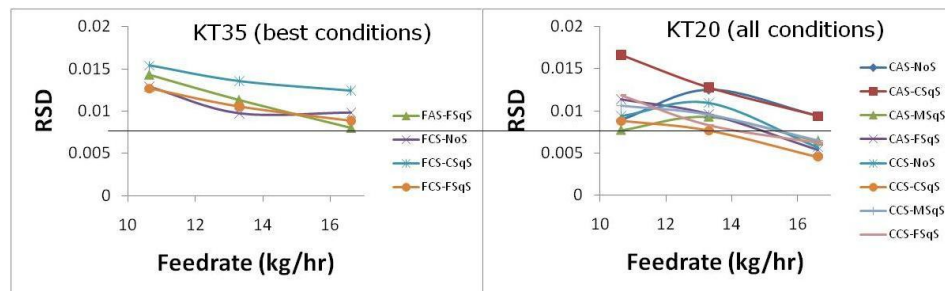 KT35 (best conditions)
RSD
0.02
0.015
0.01
0.005
0
10
12
14
16
Feedrate (kg/hr)
FAS-FSqS
FCS-NoS
FCS-CSqS
FCS-FSqS
KT20 (all conditions)
RSD
0.02
0.015
0.01
0.005
0
10
12
14
16
Feedrate (kg/hr)
CAS-NoS
CAS-CSqS
CAS-MSqS
CAS-FSqS
CCS-NoS
CCS-CSqS
CCS-MSqS
CCS-FSqS